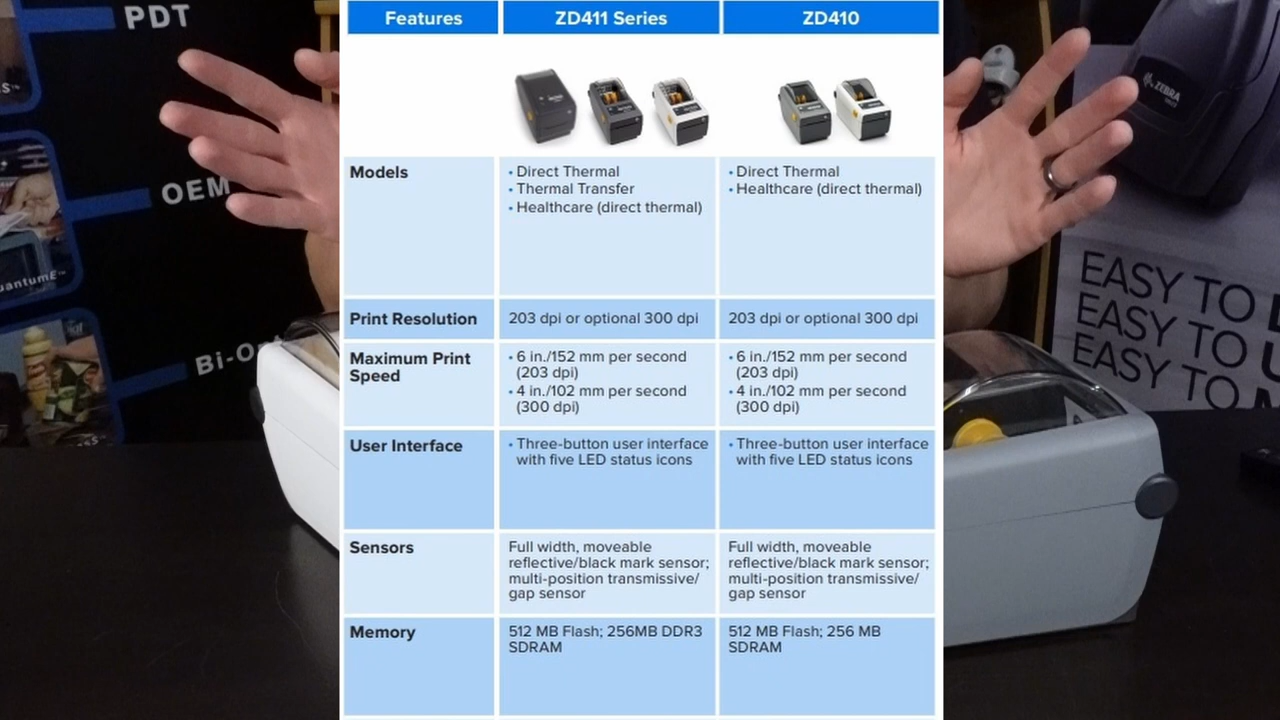 PDT
OEM
uantumE™
Bi-Op
Features
ZD411 Series
ZD410
Models
• Direct Thermal
• Thermal Transfer
• Healthcare (direct thermal)
• Direct Thermal
• Healthcare (direct thermal)
Print Resolution
203 dpi or optional 300 dpi
203 dpi or optional 300 dpi
Maximum Print
Speed
• 6 in./152 mm per second
(203 dpi)
• 4 in./102 mm per second
(300 dpi)
• 6 in./152 mm per second
(203 dpi)
• 4 in./102 mm per second
(300 dpi)
User Interface
• Three-button user interface
with five LED status icons
• Three-button user interface
with five LED status icons
Sensors
Full width, moveable
reflective/black mark sensor;
multi-position transmissive/
gap sensor
Full width, moveable
reflective/black mark sensor;
multi-position transmissive/
gap sensor
Memory
512 MB Flash; 256MB DDR3
SDRAM
512 MB Flash; 256 MB
SDRAM
ZEBRA
EASY TO
EASY TO
EASY TO